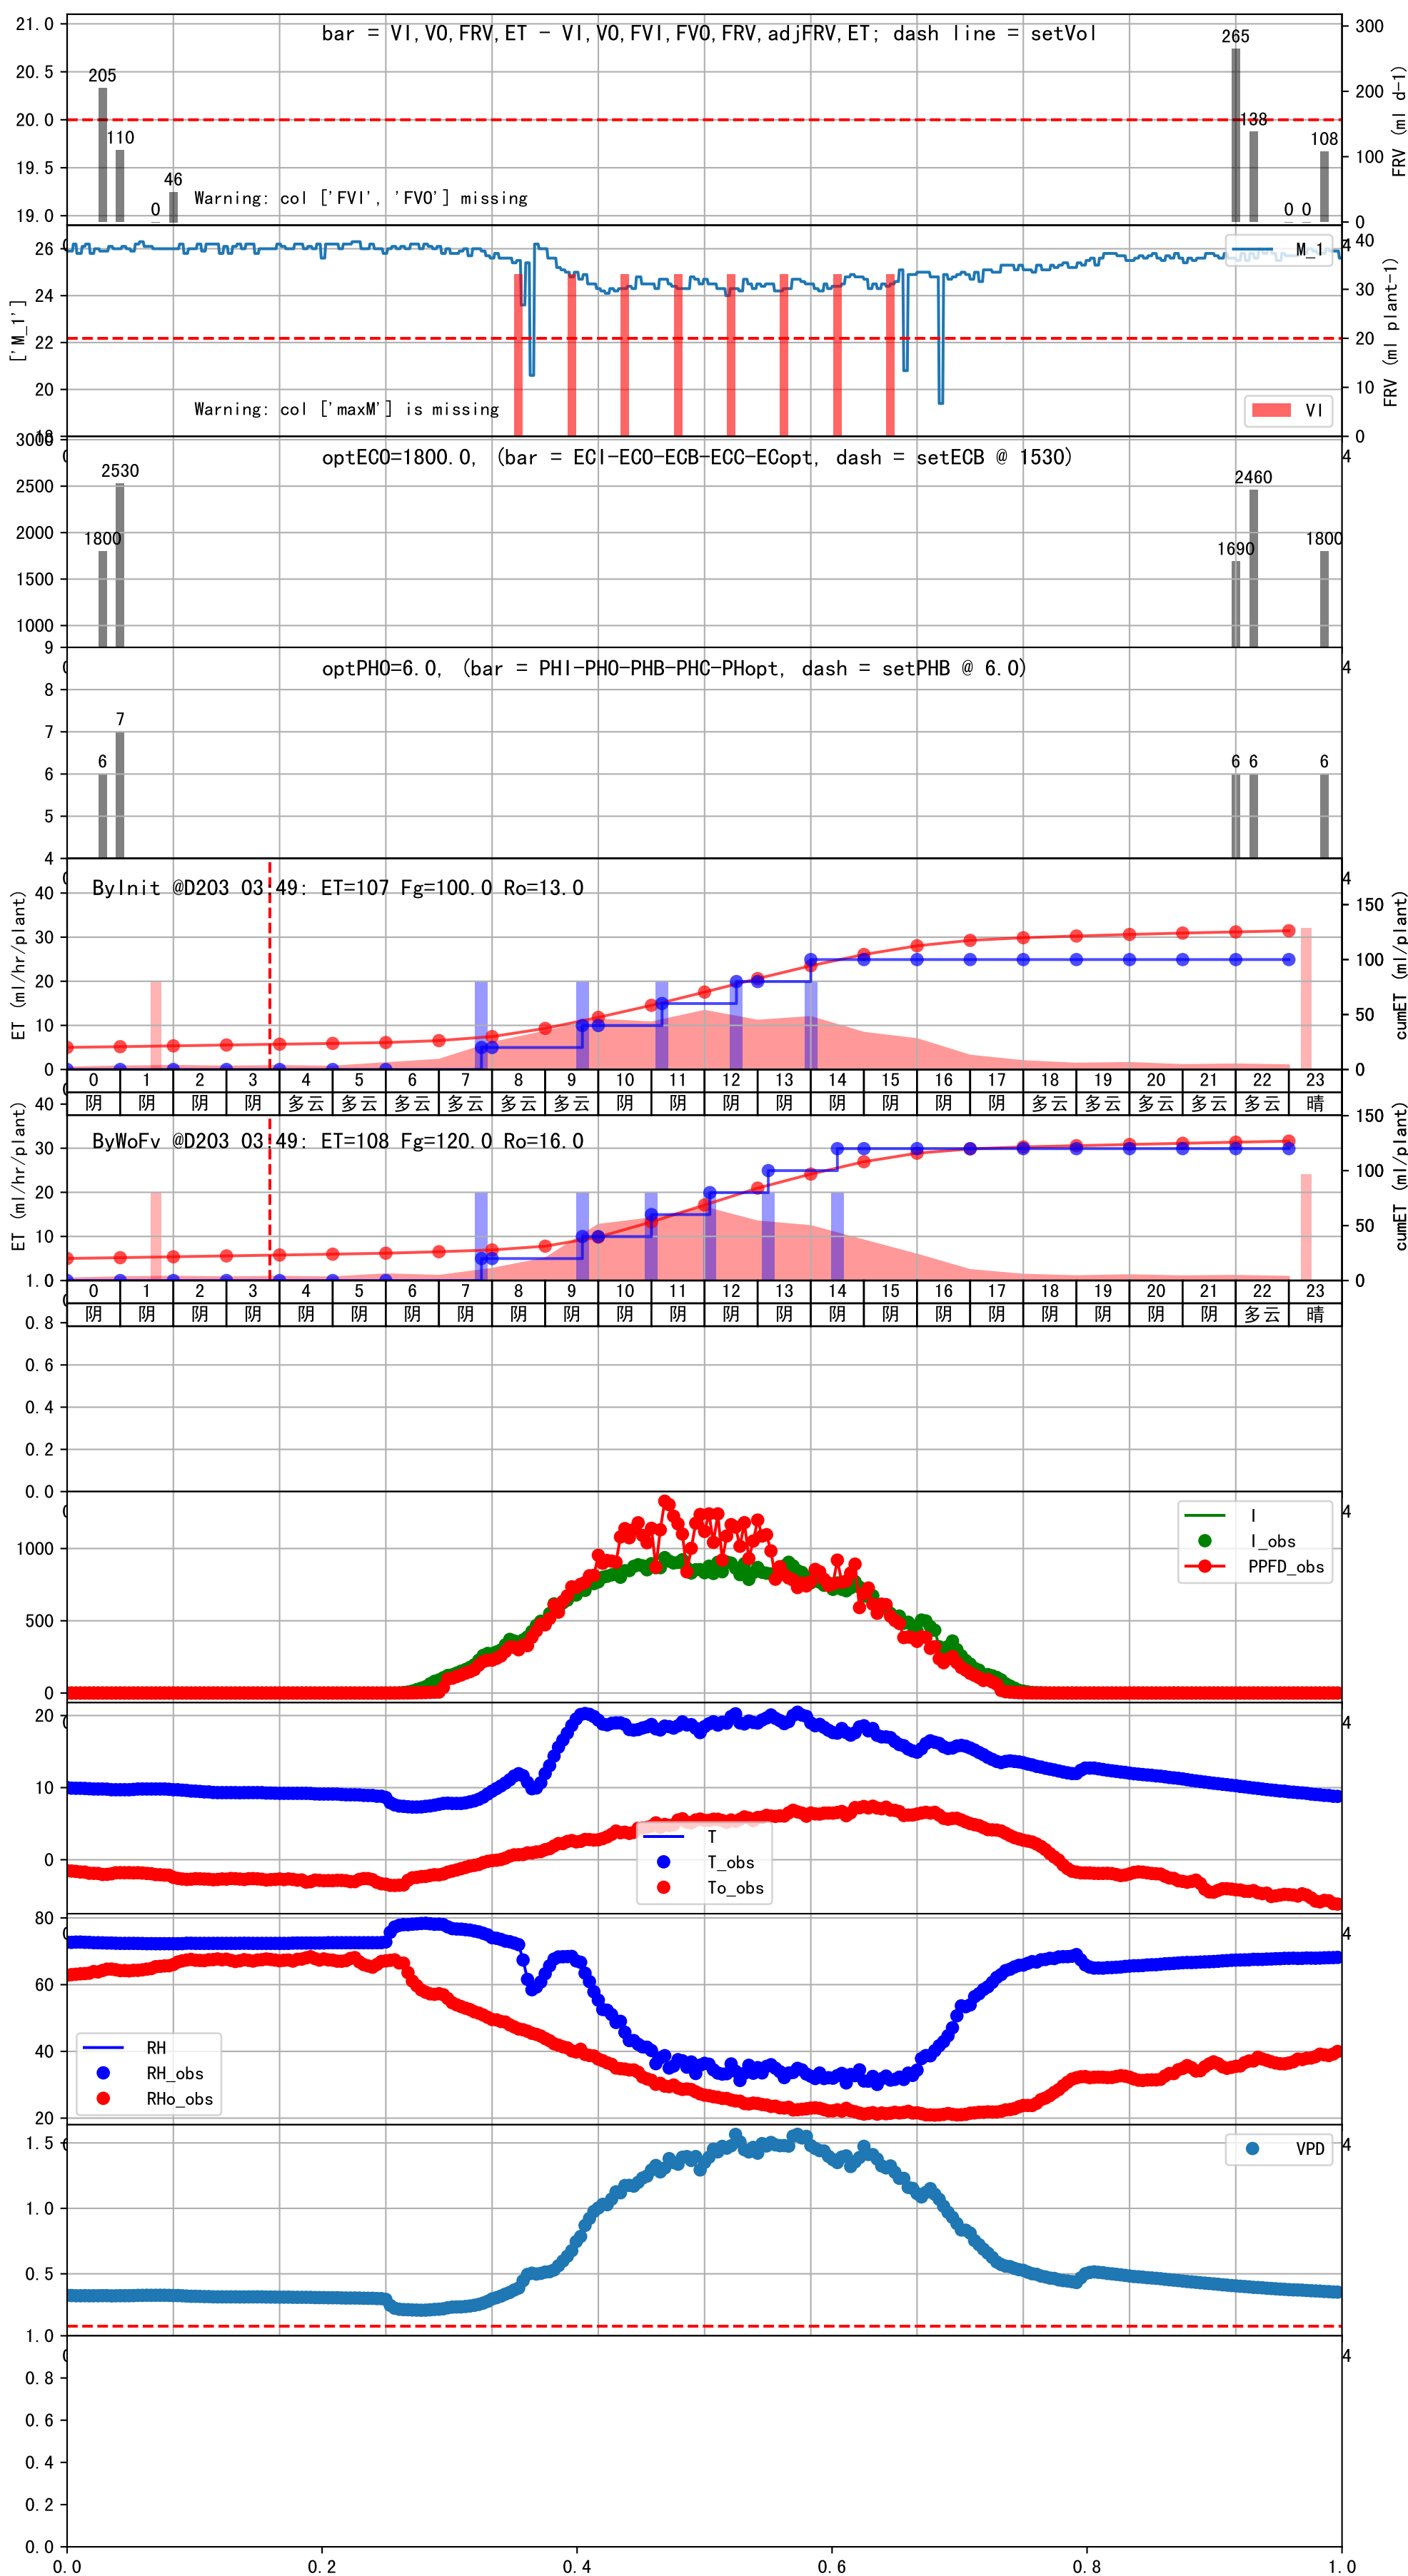 bar = VI,VO,FRV,ET - VI,VO,FVI,FVO,FRV,adjFRV,ET; dash line = setVol
21.0
20.5
20.0
19.5
19.0
300
200
100
0
FRV (ml d-1)
205
110
0
46
265
138
0
0
108
Warning: col ['FVI', 'FVO'] missing
26
24
22
20
18
['M_1']
40
30
20
10
0
FRV (ml plant-1)
M_1
VI
Warning: col ['maxM'] is missing
optECO=1800.0, (bar = ECI-ECO-ECB-ECC-ECopt, dash = setECB @ 1530)
3000
2500
2000
1500
1000
1800
2530
1690
2460
1800
optPHO=6.0, (bar = PHI-PHO-PHB-PHC-PHopt, dash = setPHB @ 6.0)
9
8
7
6
5
4
6
7
6
6
6
ByInit @D203 03:49: ET=107 Fg=100.0 Ro=13.0
ET (ml/hr/plant)
40
30
20
10
0
150
100
50
0
cumET (ml/plant)
0 1 2 3 4 5 6 7 8 9 10 11 12 13 14 15 16 17 18 19 20 21 22 23
阴 阴 阴 阴 多云 多云 多云 多云 多云 多云 阴 阴 阴 阴 阴 阴 阴 阴 多云 多云 多云 多云 多云 晴
ByWoFv @D203 03:49: ET=108 Fg=120.0 Ro=16.0
ET (ml/hr/plant)
40
30
20
10
1.0
150
100
50
0
cumET (ml/plant)
0 1 2 3 4 5 6 7 8 9 10 11 12 13 14 15 16 17 18 19 20 21 22 23
阴 阴 阴 阴 阴 阴 阴 阴 阴 阴 阴 阴 阴 阴 阴 阴 阴 阴 阴 阴 阴 阴 多云 晴
0.8
0.6
0.4
0.2
0.0
1000
500
0
I
I_obs
PPFD_obs
20
10
0
T
T_obs
To_obs
80
60
40
20
RH
RH_obs
RHo_obs
1.5
1.0
0.5
VPD
1.0
0.8
0.6
0.4
0.2
0.0
0.0 0.2 0.4 0.6 0.8 1.0